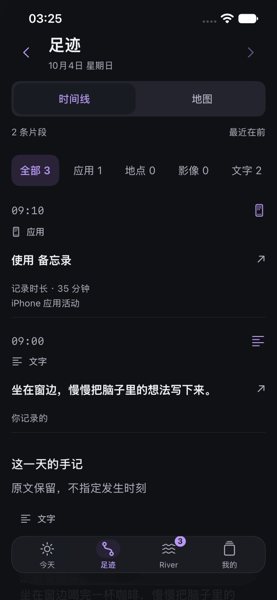 03:25
足迹
10月4日 星期日
时间线
地图
2 条片段
最近在前
全部 3
应用 1
地点 0
影像 0
文字 2
09:10
应用
使用 备忘录
记录时长 · 35 分钟
iPhone 应用活动
09:00
文字
坐在窗边，慢慢把脑子里的想法写下来。
你记录的
这一天的手记
原文保留，不指定发生时刻
文字
3
今天
足迹
River
我的